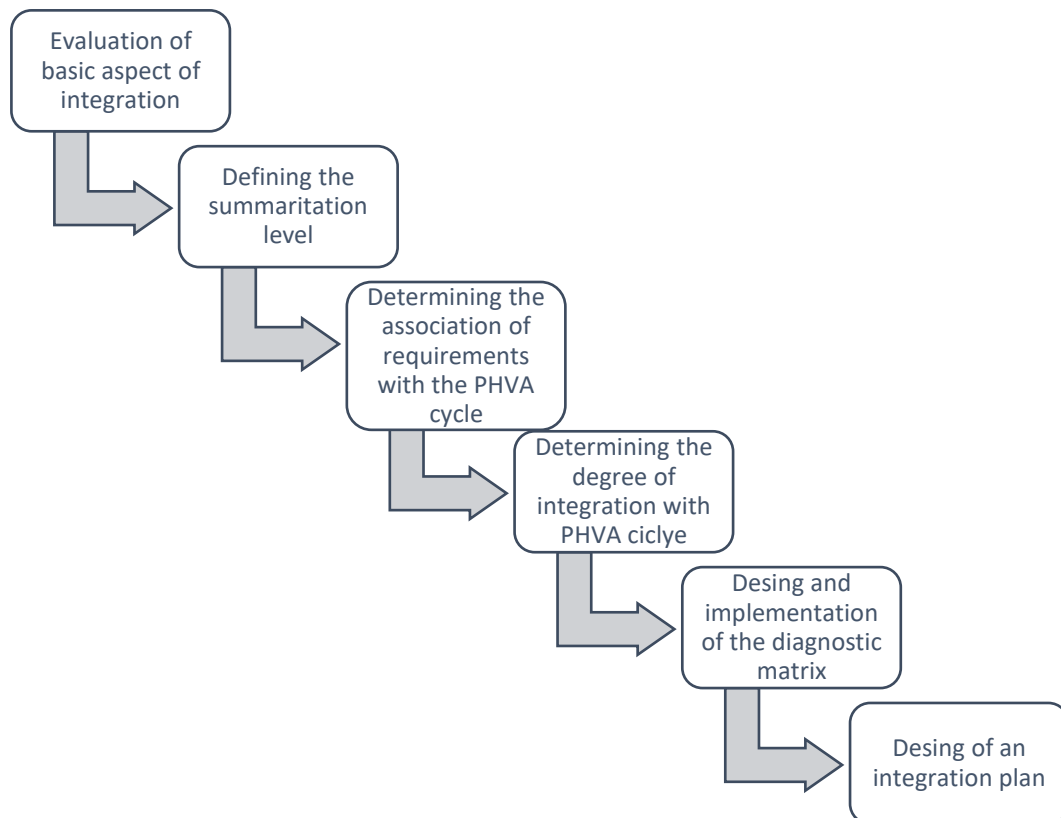 Evaluation of
basic aspect of
integration
Defining the
summaritation
level
Determining the
association of
requirements
with the PHVA
cycle
Determining the
degree of
integration with
PHVA ciclye
Desing and
implementation
of the diagnostic
matrix
Desing of an
integration plan